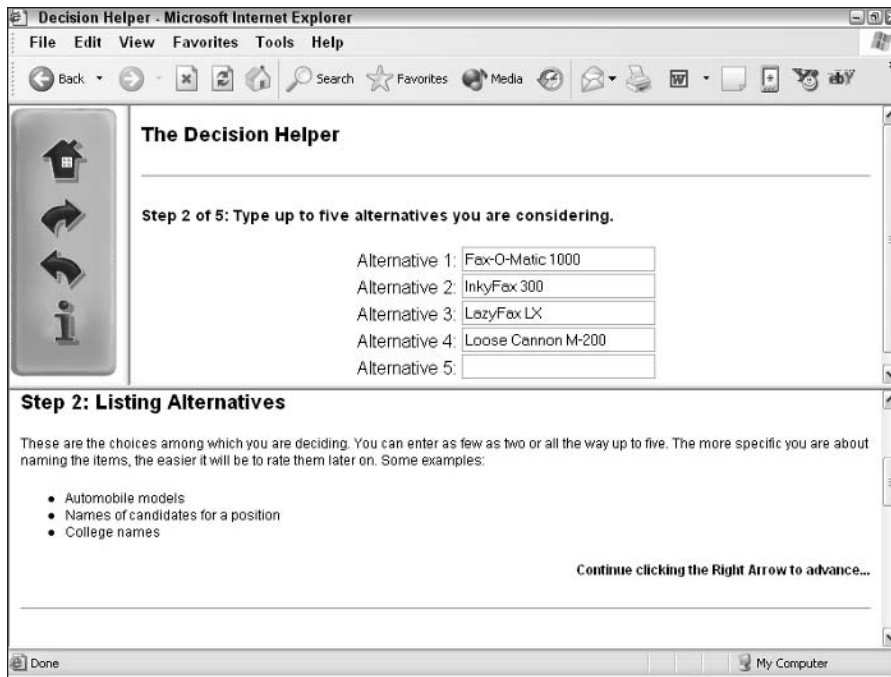 Decision Helper - Microsoft Internet Explorer
File Edit View Favorites Tools Help
Back Search Favorites Media W abY
The Decision Helper
Step 2 of 5: Type up to five alternatives you are considering.
Alternative 1: Fax-O-Matic 1000
Alternative 2: InkyFax 300
Alternative 3: LazyFax LX
Alternative 4: Loose Cannon M-200
Alternative 5:
Step 2: Listing Alternatives
These are the choices among which you are deciding. You can enter as few as two or all the way up to five. The more specific you are about
naming the items, the easier it will be to rate them later on. Some examples:
• Automobile models
• Names of candidates for a position
• College names
Continue clicking the Right Arrow to advance...
Done My Computer